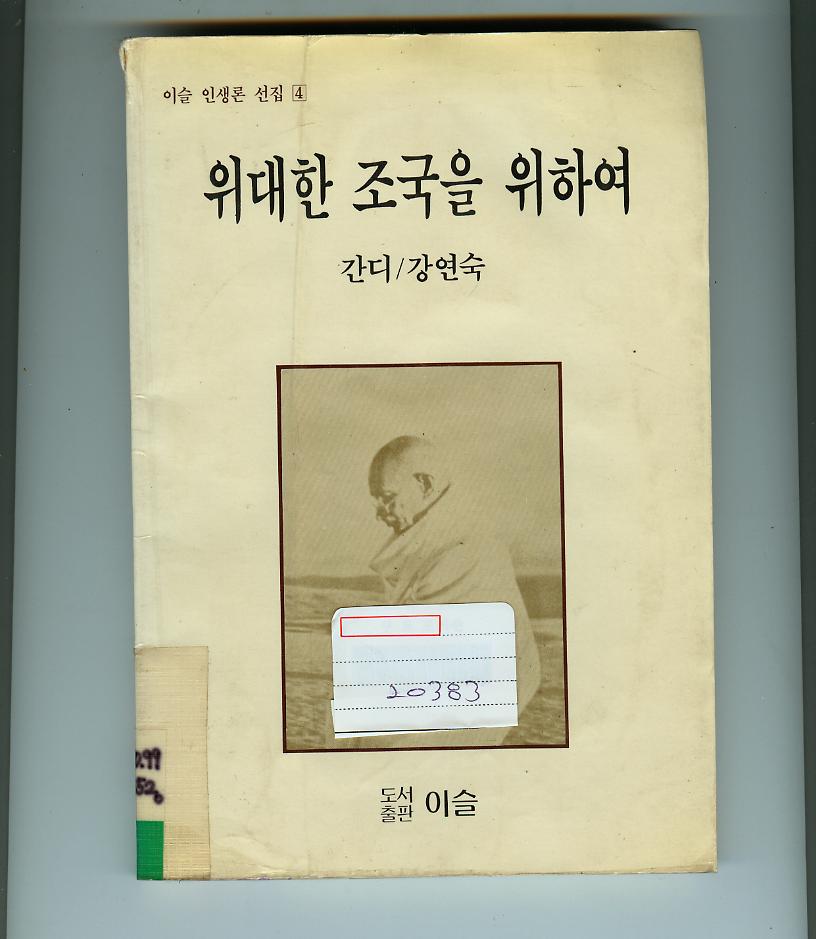 이슬 인생론 선집 4
위대한 조국을 위하여
간디/강연숙
20383
도서
출판 이슬